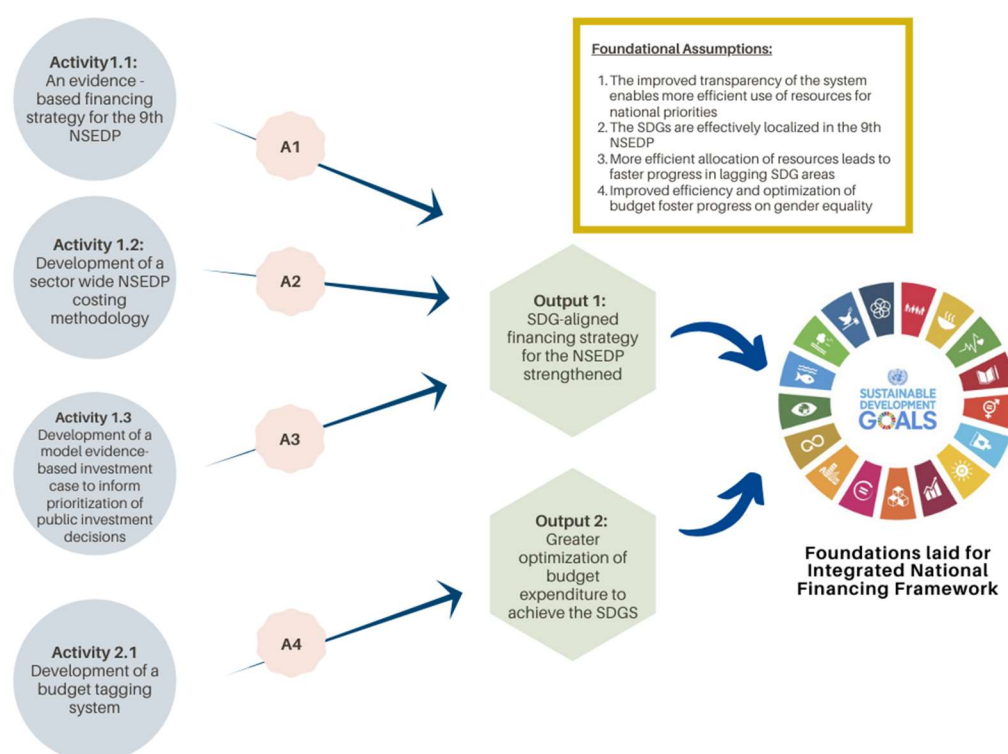 Activity1.1:
An evidence -
based financing
strategy for the 9th
NSEDP
A1
Foundational Assumptions:
1. The improved transparency of the system
enables more efficient use of resources for
national priorities
2. The SDGs are effectively localized in the 9th
NSEDP
3. More efficient allocation of resources leads to
faster progress in lagging SDG areas
4. Improved efficiency and optimization of
budget foster progress on gender equality
Activity 1.2:
Development of a
sector wide NSEDP
costing
methodology
A2
Output 1:
SDG-aligned
financing strategy
for the NSEDP
strengthened
Activity 1.3
Development of a
model evidence-
based investment
case to inform
prioritization of
public investment
decisions
A3
SUSTAINABLE
DEVELOPMENT
GOALS
Output 2:
Greater
optimization of
budget
expenditure to
achieve the SDGS
Foundations laid for
Integrated National
Financing Framework
Activity 2.1
Development of a
budget tagging
system
A4